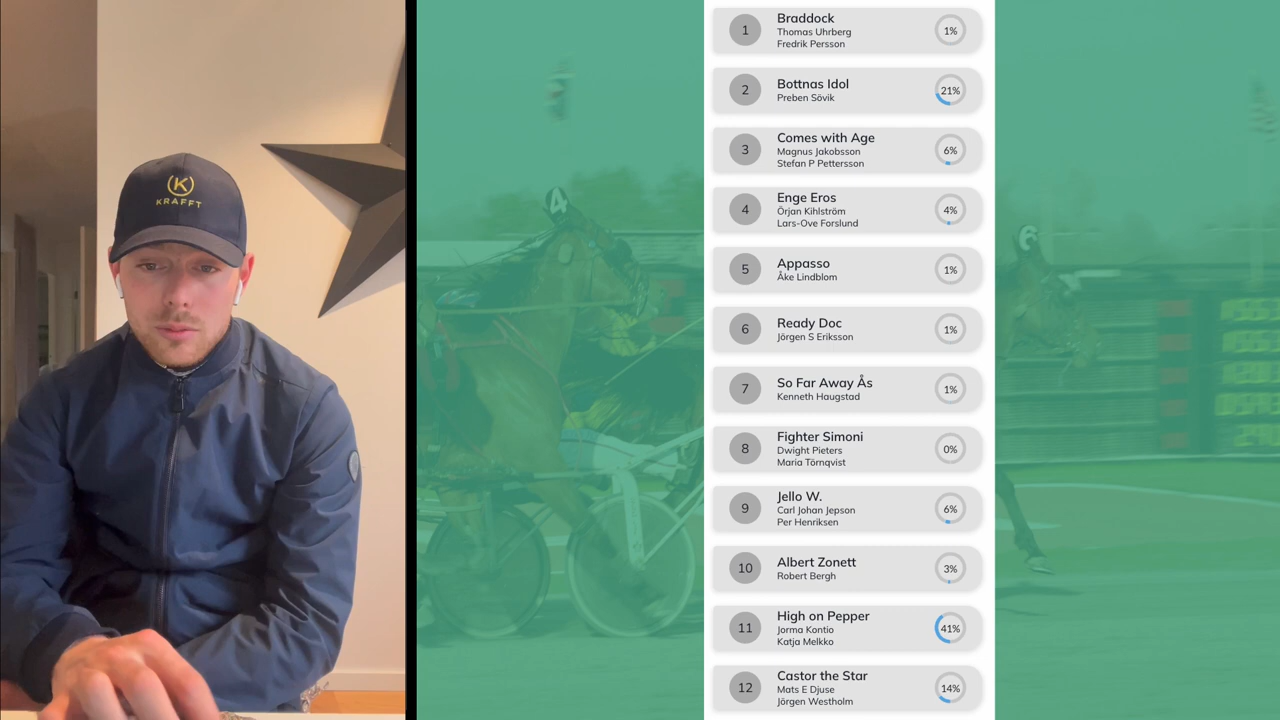 K
KRAFFT
4
6
1
Braddock
Thomas Uhrberg
Fredrik Persson
1%
2
Bottnas Idol
Preben Sövik
21%
3
Comes with Age
Magnus Jakobsson
Stefan P Pettersson
6%
4
Enge Eros
Örjan Kihlström
Lars-Ove Forslund
4%
5
Appasso
Åke Lindblom
1%
6
Ready Doc
Jörgen S Eriksson
1%
7
So Far Away Ås
Kenneth Haugstad
1%
8
Fighter Simoni
Dwight Pieters
Maria Törnqvist
0%
9
Jello W.
Carl Johan Jepson
Per Henriksen
6%
10
Albert Zonett
Robert Bergh
3%
11
High on Pepper
Jorma Kontio
Katja Melkko
41%
12
Castor the Star
Mats E Djuse
Jörgen Westholm
14%